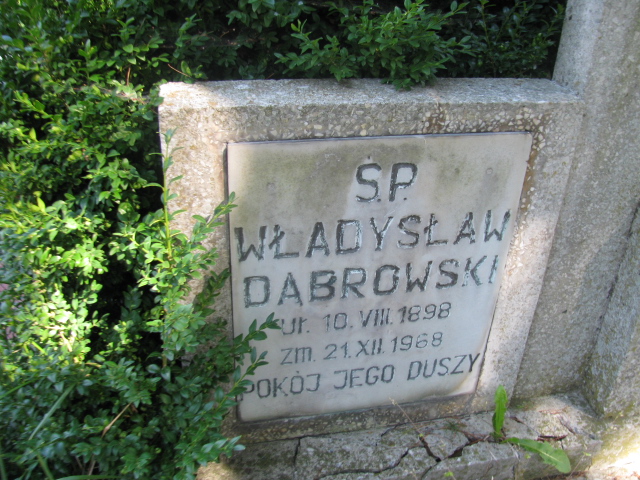 Ś.P.
WŁADYSŁAW
DĄBROWSKI
ur. 10.VIII.1898
zm. 21.XII.1968
POKÓJ JEGO DUSZY